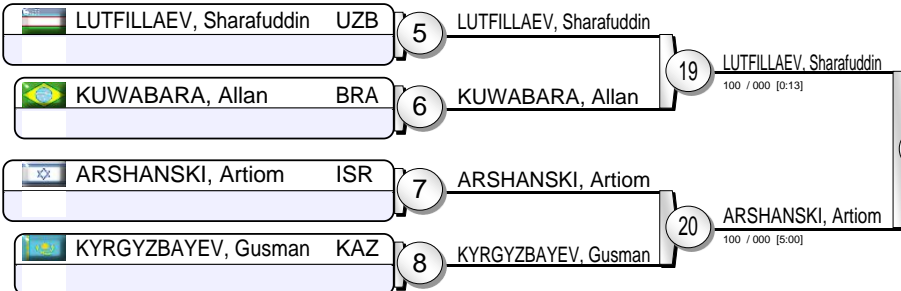 LUTFILLAEV, Sharafuddin UZB
5
LUTFILLAEV, Sharafuddin
KUWABARA, Allan BRA
6
KUWABARA, Allan
19
LUTFILLAEV, Sharafuddin
100 / 000 [0:13]
ARSHANSKI, Artiom ISR
7
ARSHANSKI, Artiom
KYRGYZBAYEV, Gusman KAZ
8
KYRGYZBAYEV, Gusman
20
ARSHANSKI, Artiom
100 / 000 [5:00]